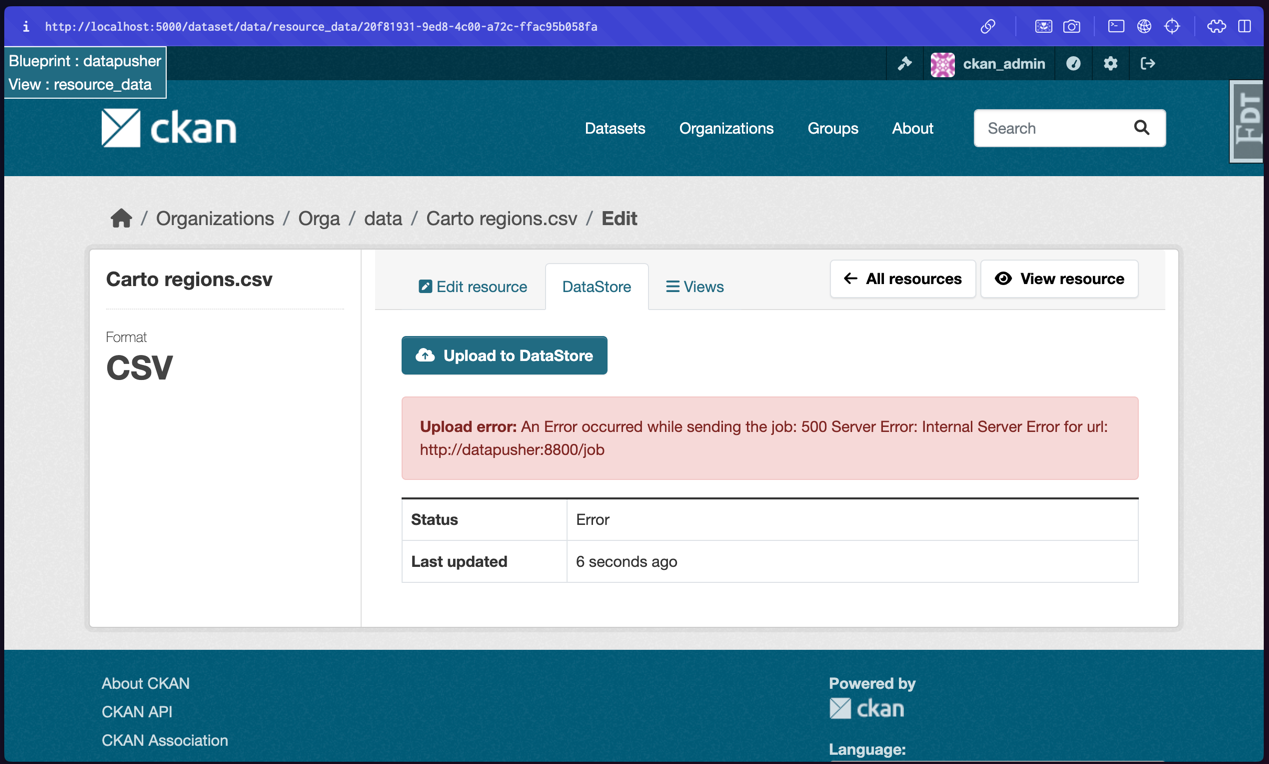 http://localhost:5000/dataset/data/resource_data/20f81931-9ed8-4c00-a72c-ffac95b058fa
Blueprint : datapusher
View : resource_data
ckan_admin
ckan
Datasets
Organizations
Groups
About
Search
FDT
/ Organizations / Orga / data / Carto regions.csv / Edit
Carto regions.csv
Format
CSV
Edit resource
DataStore
Views
All resources
View resource
Upload to DataStore
Upload error: An Error occurred while sending the job: 500 Server Error: Internal Server Error for url:
http://datapusher:8800/job
Status Error
Last updated 6 seconds ago
About CKAN
CKAN API
CKAN Association
Powered by
ckan
Language: